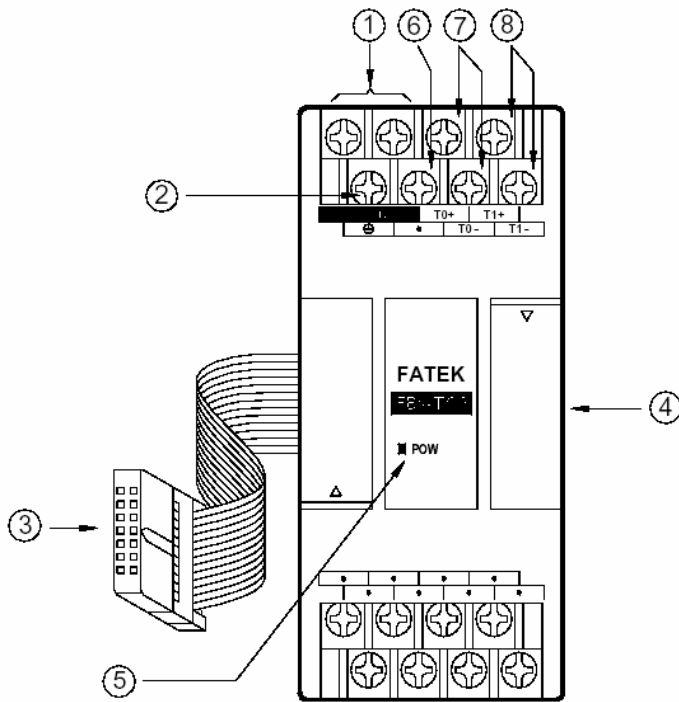 ① ⑥ ⑦ ⑧
②
T0+ T1+
T0- T1-
FATEK
④
POW
③
⑤